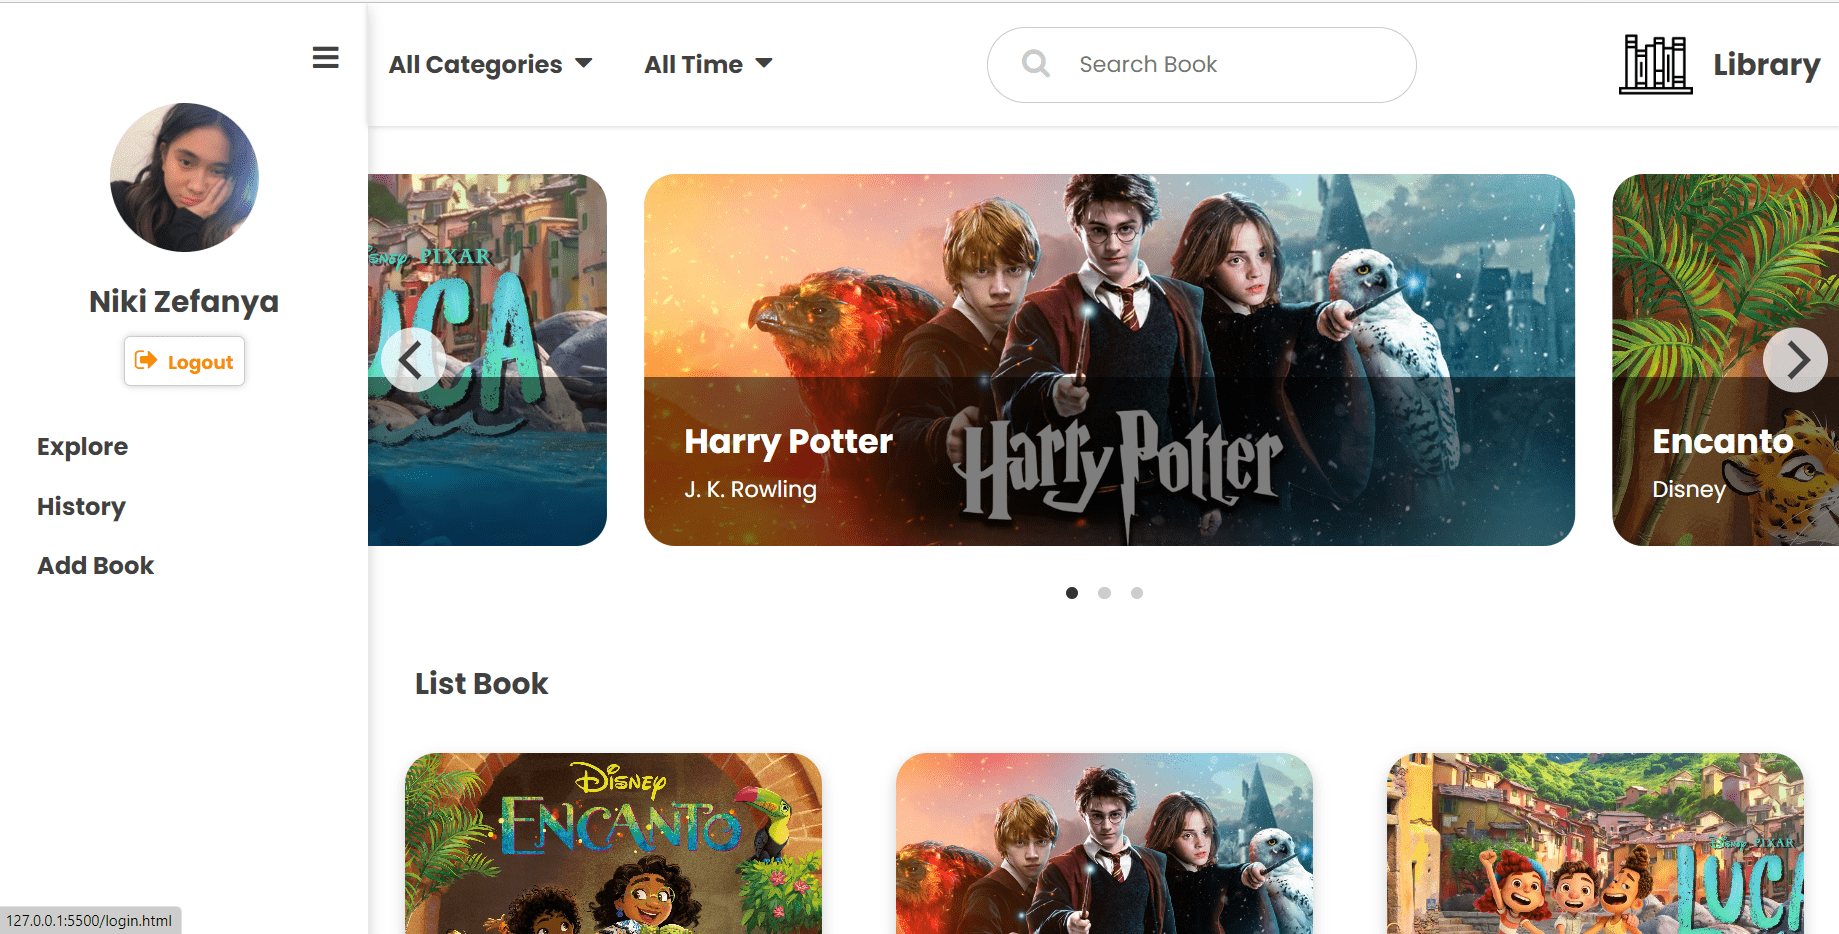 All Categories
All Time
Search Book
Library
Niki Zefanya
Logout
Explore
History
Add Book
Disney PIXAR
LUCA
Harry Potter
Harry Potter
J. K. Rowling
Encanto
Disney
List Book
Disney
ENCANTO
Disney PIXAR
LUCA
127.0.0.1:5500/login.html